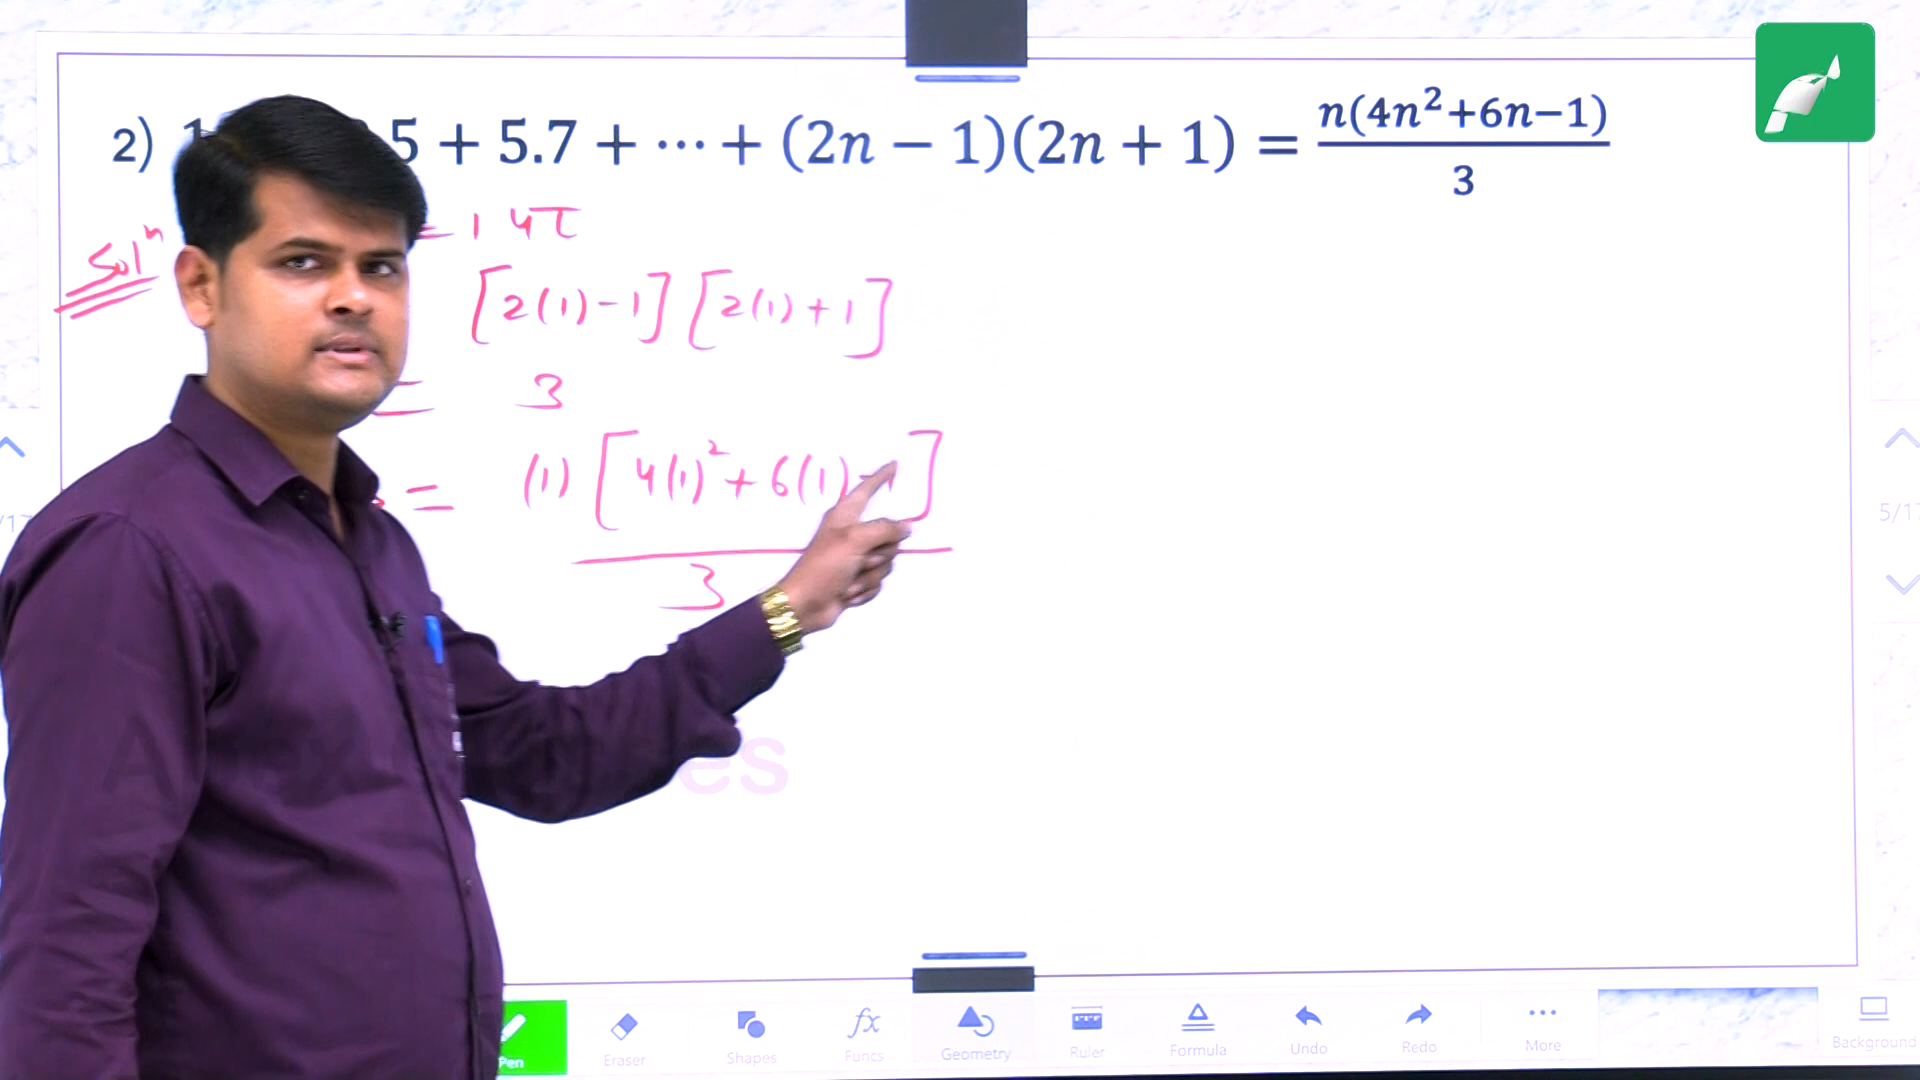 2) 1 5 + 5.7 + ⋯ + (2n − 1)(2n + 1) = n(4n²+6n−1)/3
Solⁿ = 1
[2(1)-1] [2(1)+1]
= 3
= (1) [4(1)²+6(1)-1]
3
es
5/17
Pen Eraser Shapes Funcs Geometry Ruler Formula Undo Redo More Background